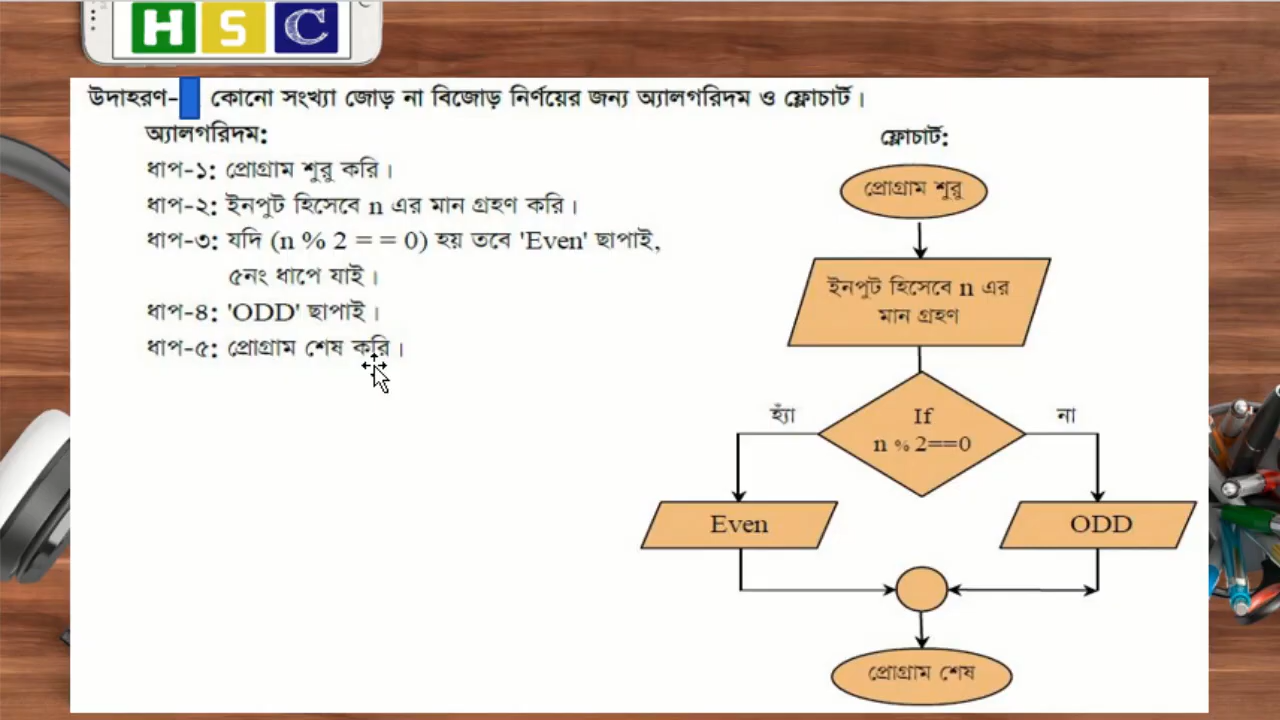 HSC
উদাহরণ- কোনো সংখ্যা জোড় না বিজোড় নির্ণয়ের জন্য অ্যালগরিদম ও ফ্লোচার্ট।
অ্যালগরিদম:
ধাপ-১: প্রোগ্রাম শুরু করি।
ধাপ-২: ইনপুট হিসেবে n এর মান গ্রহণ করি।
ধাপ-৩: যদি (n % 2 = = 0) হয় তবে 'Even' ছাপাই,
৫নং ধাপে যাই।
ধাপ-৪: 'ODD' ছাপাই।
ধাপ-৫: প্রোগ্রাম শেষ করি।
ফ্লোচার্ট:
প্রোগ্রাম শুরু
ইনপুট হিসেবে n এর
মান গ্রহণ
If
n % 2==0
হ্যাঁ
না
Even
ODD
প্রোগ্রাম শেষ